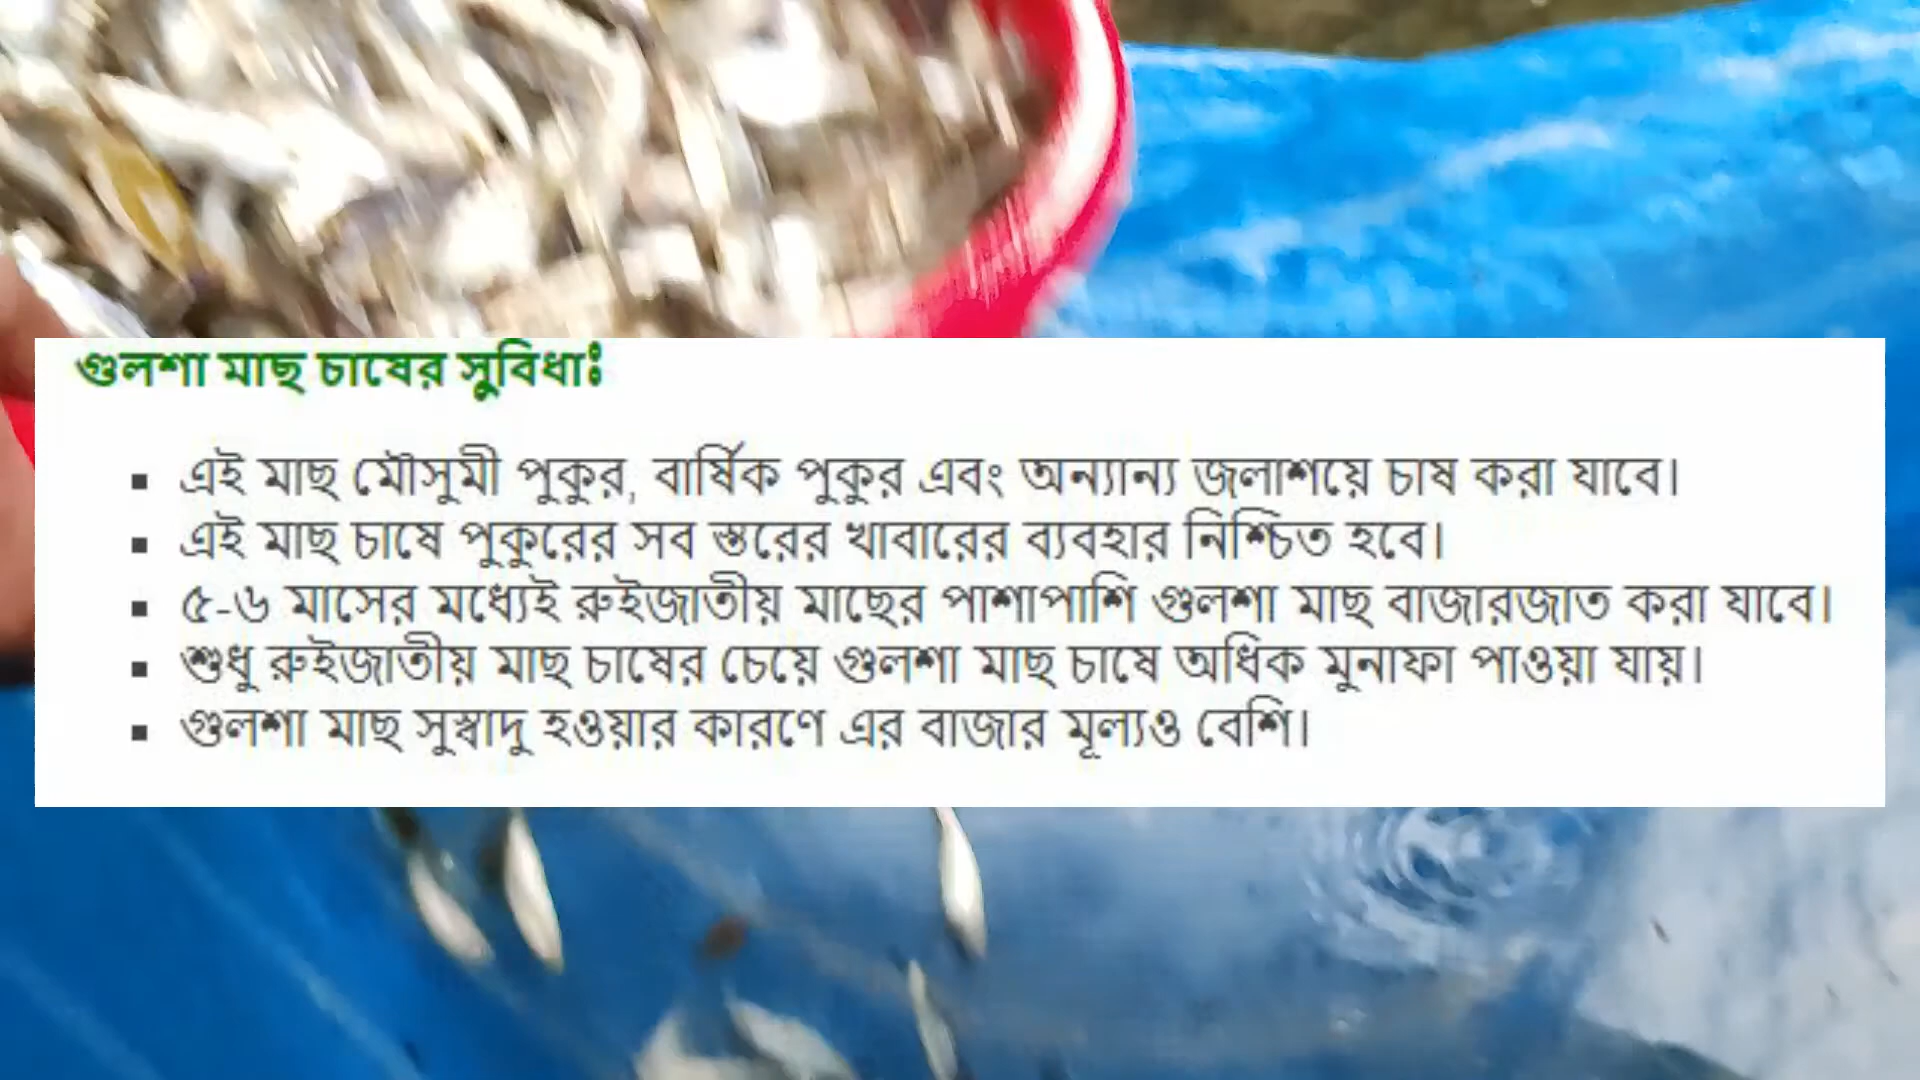 গুলশা মাছ চাষের সুবিধাঃ
▪ এই মাছ মৌসুমী পুকুর, বার্ষিক পুকুর এবং অন্যান্য জলাশয়ে চাষ করা যাবে।
▪ এই মাছ চাষে পুকুরের সব স্তরের খাবারের ব্যবহার নিশ্চিত হবে।
▪ ৫-৬ মাসের মধ্যেই রুইজাতীয় মাছের পাশাপাশি গুলশা মাছ বাজারজাত করা যাবে।
▪ শুধু রুইজাতীয় মাছ চাষের চেয়ে গুলশা মাছ চাষে অধিক মুনাফা পাওয়া যায়।
▪ গুলশা মাছ সুস্বাদু হওয়ার কারণে এর বাজার মূল্যও বেশি।